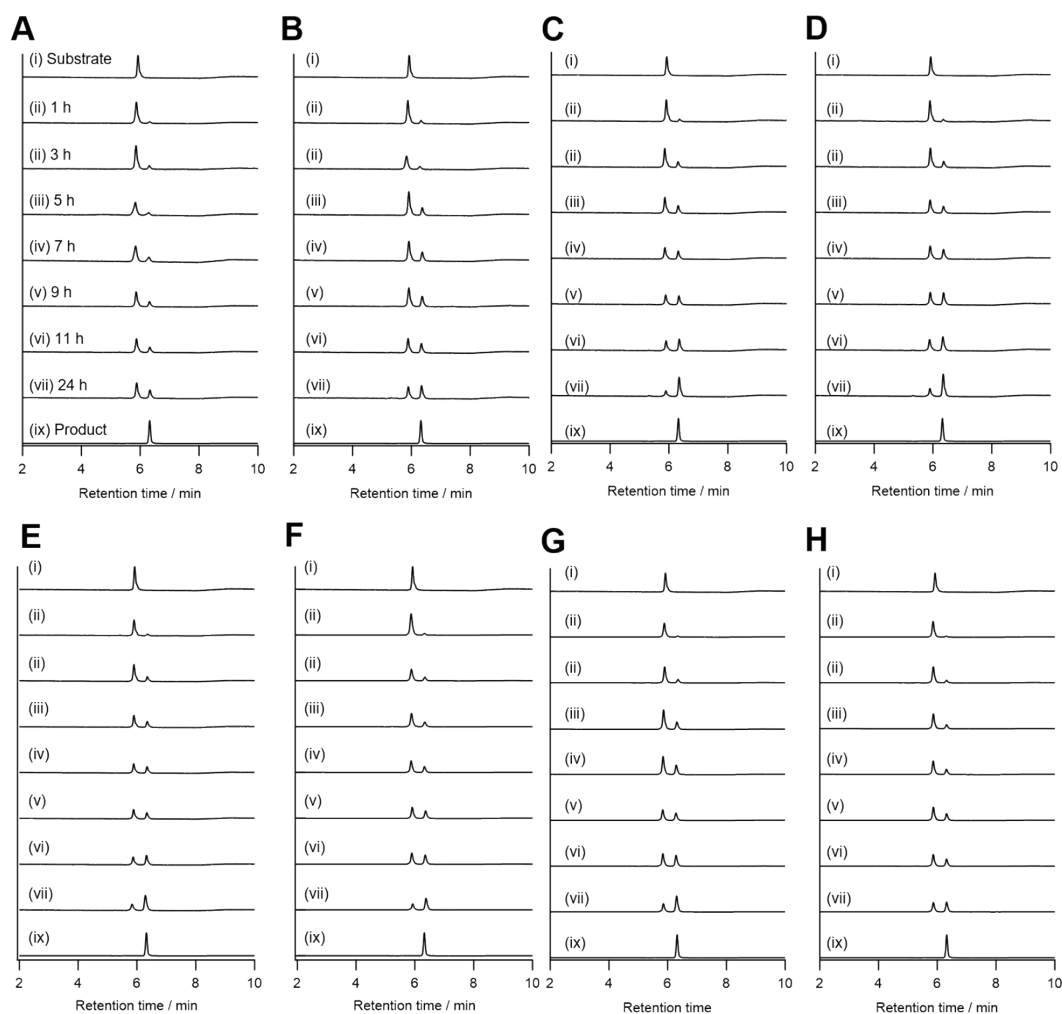 A
(i) Substrate
(ii) 1 h
(ii) 3 h
(iii) 5 h
(iv) 7 h
(v) 9 h
(vi) 11 h
(vii) 24 h
(ix) Product
2 4 6 8 10
Retention time / min
B
(i)
(ii)
(ii)
(iii)
(iv)
(v)
(vi)
(vii)
(ix)
2 4 6 8 10
Retention time / min
C
(i)
(ii)
(ii)
(iii)
(iv)
(v)
(vi)
(vii)
(ix)
2 4 6 8 10
Retention time / min
D
(i)
(ii)
(ii)
(iii)
(iv)
(v)
(vi)
(vii)
(ix)
2 4 6 8 10
Retention time / min
E
(i)
(ii)
(ii)
(iii)
(iv)
(v)
(vi)
(vii)
(ix)
2 4 6 8 10
Retention time / min
F
(i)
(ii)
(ii)
(iii)
(iv)
(v)
(vi)
(vii)
(ix)
2 4 6 8 10
Retention time / min
G
(i)
(ii)
(ii)
(iii)
(iv)
(v)
(vi)
(vii)
(ix)
2 4 6 8 10
Retention time
H
(i)
(ii)
(ii)
(iii)
(iv)
(v)
(vi)
(vii)
(ix)
2 4 6 8 10
Retention time / min